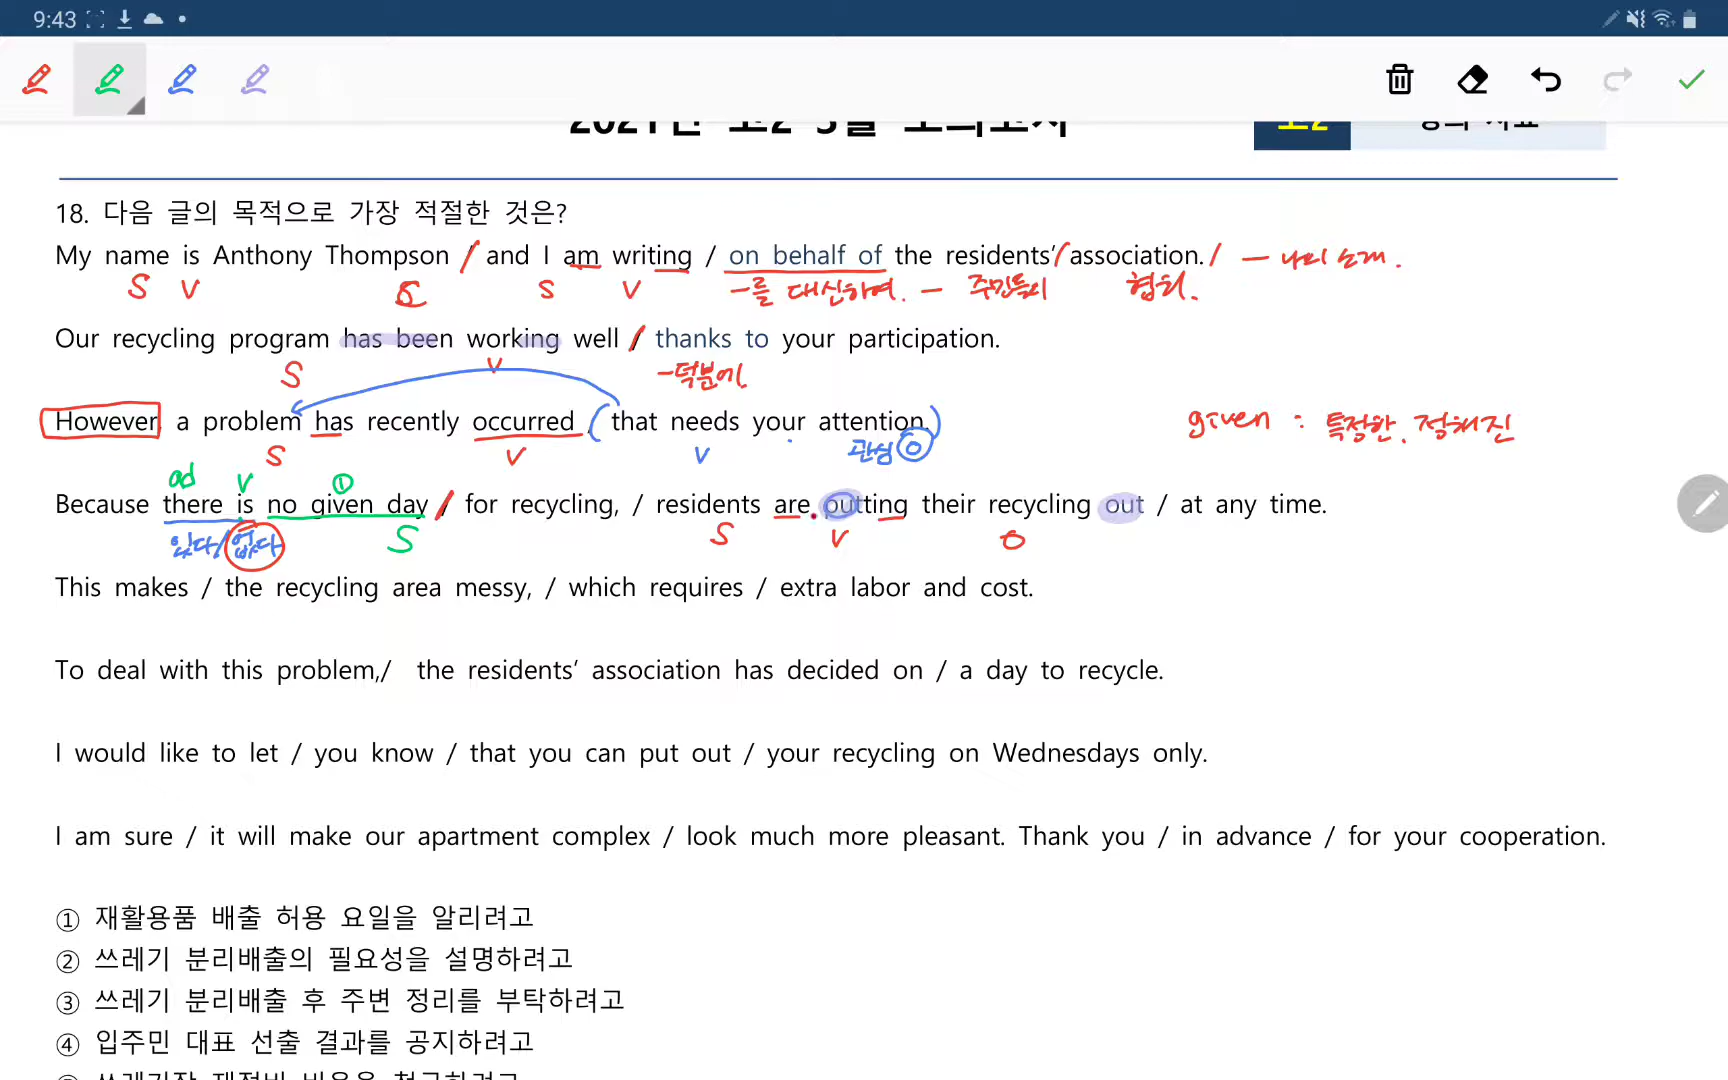 9:43
18. 다음 글의 목적으로 가장 적절한 것은?
My name is Anthony Thompson / and I am writing / on behalf of the residents' association. / – 나의 소개.
S V C S V –를 대신하여. – 주민들의 협회.
Our recycling program has been working well / thanks to your participation.
S V –덕분에.
However, a problem has recently occurred (that needs your attention.)
given : 특정한. 정해진
S V V 관심 O
ad V ①
Because there is no given day / for recycling, / residents are putting their recycling out / at any time.
있다/없다 S S V O
This makes / the recycling area messy, / which requires / extra labor and cost.
To deal with this problem,/ the residents' association has decided on / a day to recycle.
I would like to let / you know / that you can put out / your recycling on Wednesdays only.
I am sure / it will make our apartment complex / look much more pleasant. Thank you / in advance / for your cooperation.
① 재활용품 배출 허용 요일을 알리려고
② 쓰레기 분리배출의 필요성을 설명하려고
③ 쓰레기 분리배출 후 주변 정리를 부탁하려고
④ 입주민 대표 선출 결과를 공지하려고